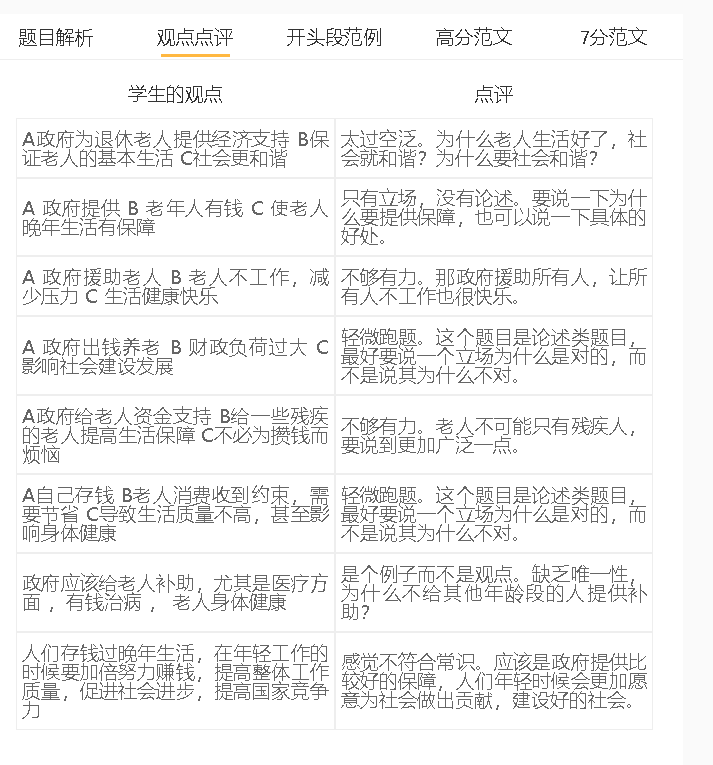 题目解析 观点点评 开头段范例 高分范文 7分范文
学生的观点 点评
A政府为退休老人提供经济支持 B保
证老人的基本生活 C社会更和谐
太过空泛。为什么老人生活好了，社
会就和谐？为什么要社会和谐？
A 政府提供 B 老年人有钱 C 使老人
晚年生活有保障
只有立场，没有论述。要说一下为什
么要提供保障，也可以说一下具体的
好处。
A 政府援助老人 B 老人不工作，减
少压力 C 生活健康快乐
不够有力。那政府援助所有人，让所
有人不工作也很快乐。
A 政府出钱养老 B 财政负荷过大 C
影响社会建设发展
轻微跑题。这个题目是论述类题目，
最好要说一个立场为什么是对的，而
不是说其为什么不对。
A政府给老人资金支持 B给一些残疾
的老人提高生活保障 C不必为攒钱而
烦恼
不够有力。老人不可能只有残疾人，
要说到更加广泛一点。
A自己存钱 B老人消费收到约束，需
要节省 C导致生活质量不高，甚至影
响身体健康
轻微跑题。这个题目是论述类题目，
最好要说一个立场为什么是对的，而
不是说其为什么不对。
政府应该给老人补助，尤其是医疗方
面 ，有钱治病 ， 老人身体健康
是个例子而不是观点。缺乏唯一性，
为什么不给其他年龄段的人提供补
助？
人们存钱过晚年生活，在年轻工作的
时候要加倍努力赚钱，提高整体工作
质量，促进社会进步，提高国家竞争
力
感觉不符合常识。应该是政府提供比
较好的保障，人们年轻时候会更加愿
意为社会做出贡献，建设好的社会。